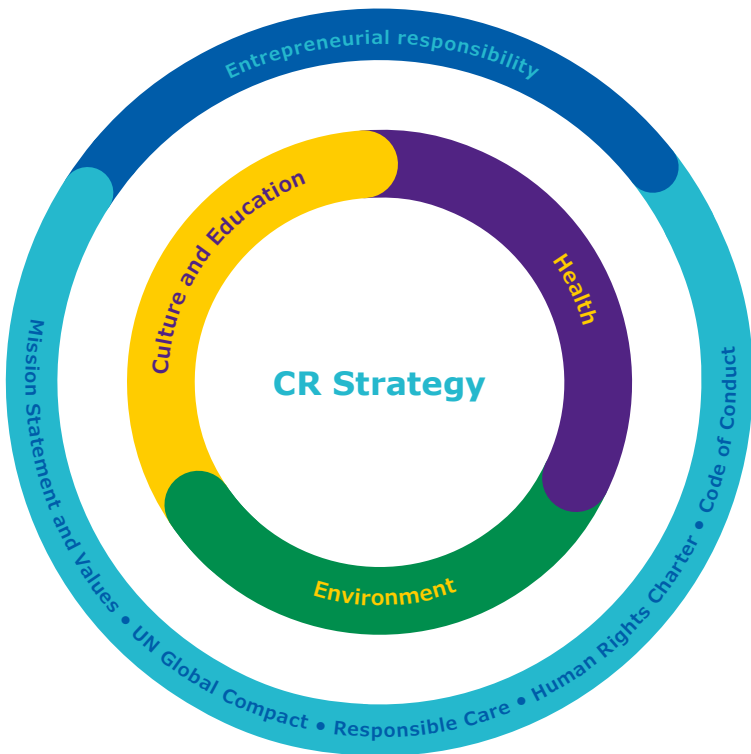 Entrepreneurial responsibility
Culture and Education
Health
CR Strategy
Environment
Mission Statement and Values • UN Global Compact • Responsible Care • Human Rights Charter • Code of Conduct